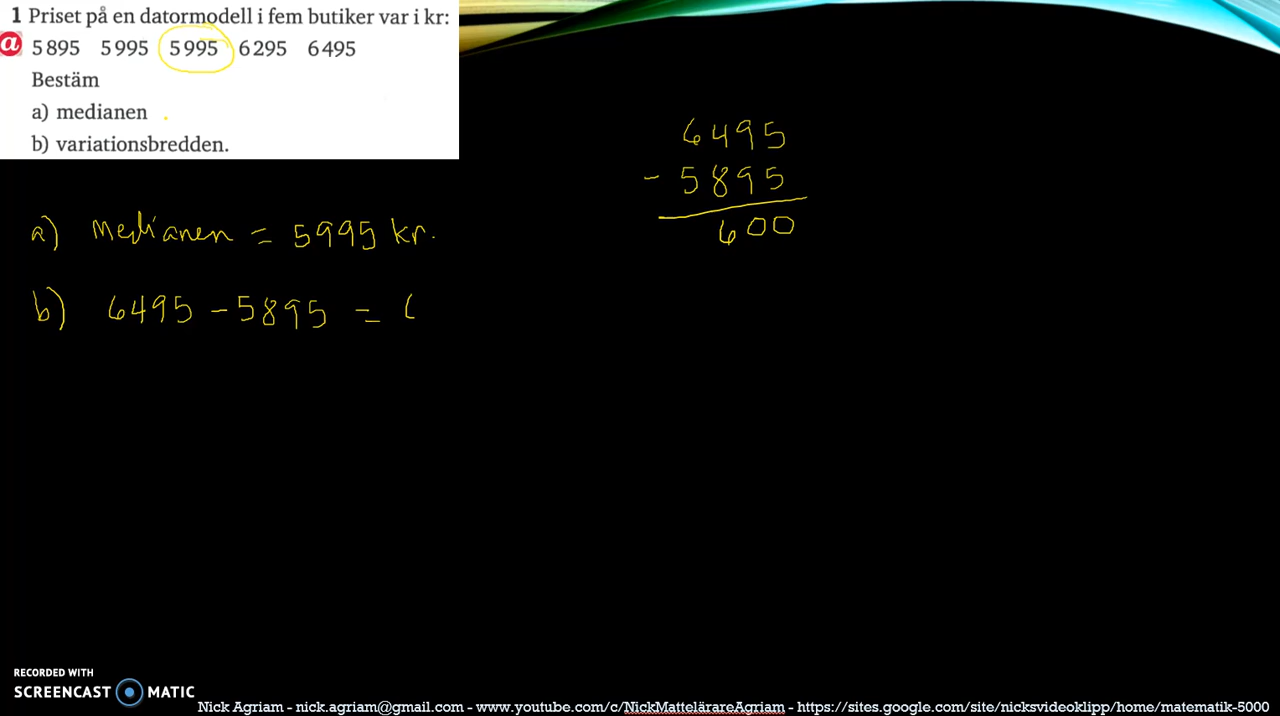 1 Priset på en datormodell i fem butiker var i kr:
a 5 895 5 995 5 995 6 295 6 495
Bestäm
a) medianen
b) variationsbredden.
6495
- 5895
600
a) Medianen = 5995 kr.
b) 6495 - 5895 = (
RECORDED WITH
SCREENCAST MATIC
Nick Agriam - nick.agriam@gmail.com - www.youtube.com/c/NickMattelärareAgriam - https://sites.google.com/site/nicksvideoklipp/home/matematik-5000